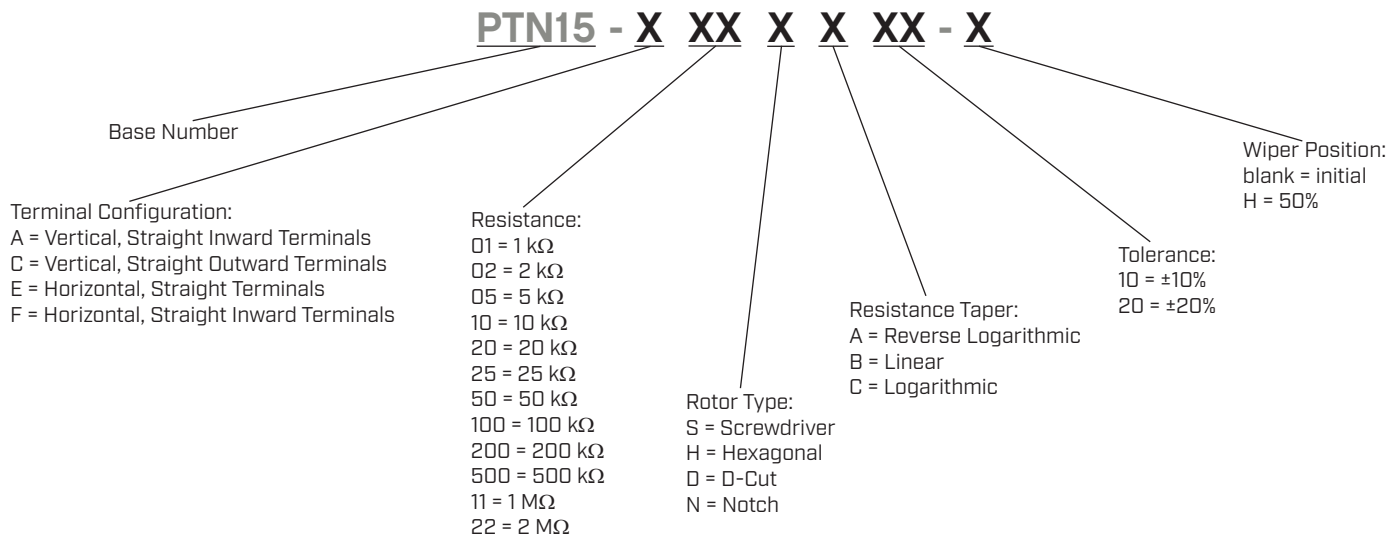 PTN15 - X XX X X XX - X
Base Number
Terminal Configuration:
A = Vertical, Straight Inward Terminals
C = Vertical, Straight Outward Terminals
E = Horizontal, Straight Terminals
F = Horizontal, Straight Inward Terminals
Resistance:
01 = 1 kΩ
02 = 2 kΩ
05 = 5 kΩ
10 = 10 kΩ
20 = 20 kΩ
25 = 25 kΩ
50 = 50 kΩ
100 = 100 kΩ
200 = 200 kΩ
500 = 500 kΩ
11 = 1 MΩ
22 = 2 MΩ
Rotor Type:
S = Screwdriver
H = Hexagonal
D = D-Cut
N = Notch
Resistance Taper:
A = Reverse Logarithmic
B = Linear
C = Logarithmic
Tolerance:
10 = ±10%
20 = ±20%
Wiper Position:
blank = initial
H = 50%